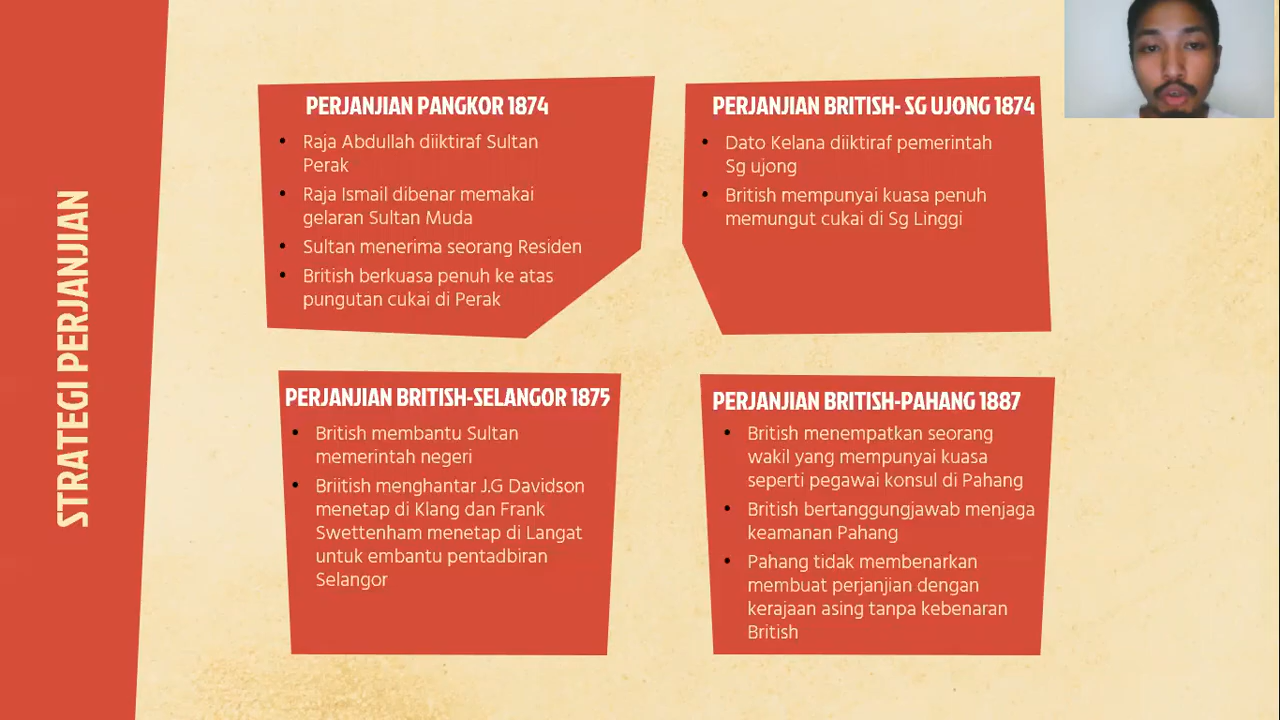 STRATEGI PERJANJIAN
PERJANJIAN PANGKOR 1874
• Raja Abdullah diiktiraf Sultan
Perak
• Raja Ismail dibenar memakai
gelaran Sultan Muda
• Sultan menerima seorang Residen
• British berkuasa penuh ke atas
pungutan cukai di Perak
PERJANJIAN BRITISH- SG UJONG 1874
• Dato Kelana diiktiraf pemerintah
Sg ujong
• British mempunyai kuasa penuh
memungut cukai di Sg Linggi
PERJANJIAN BRITISH-SELANGOR 1875
• British membantu Sultan
memerintah negeri
• Briitish menghantar J.G Davidson
menetap di Klang dan Frank
Swettenham menetap di Langat
untuk embantu pentadbiran
Selangor
PERJANJIAN BRITISH-PAHANG 1887
• British menempatkan seorang
wakil yang mempunyai kuasa
seperti pegawai konsul di Pahang
• British bertanggungjawab menjaga
keamanan Pahang
• Pahang tidak membenarkan
membuat perjanjian dengan
kerajaan asing tanpa kebenaran
British